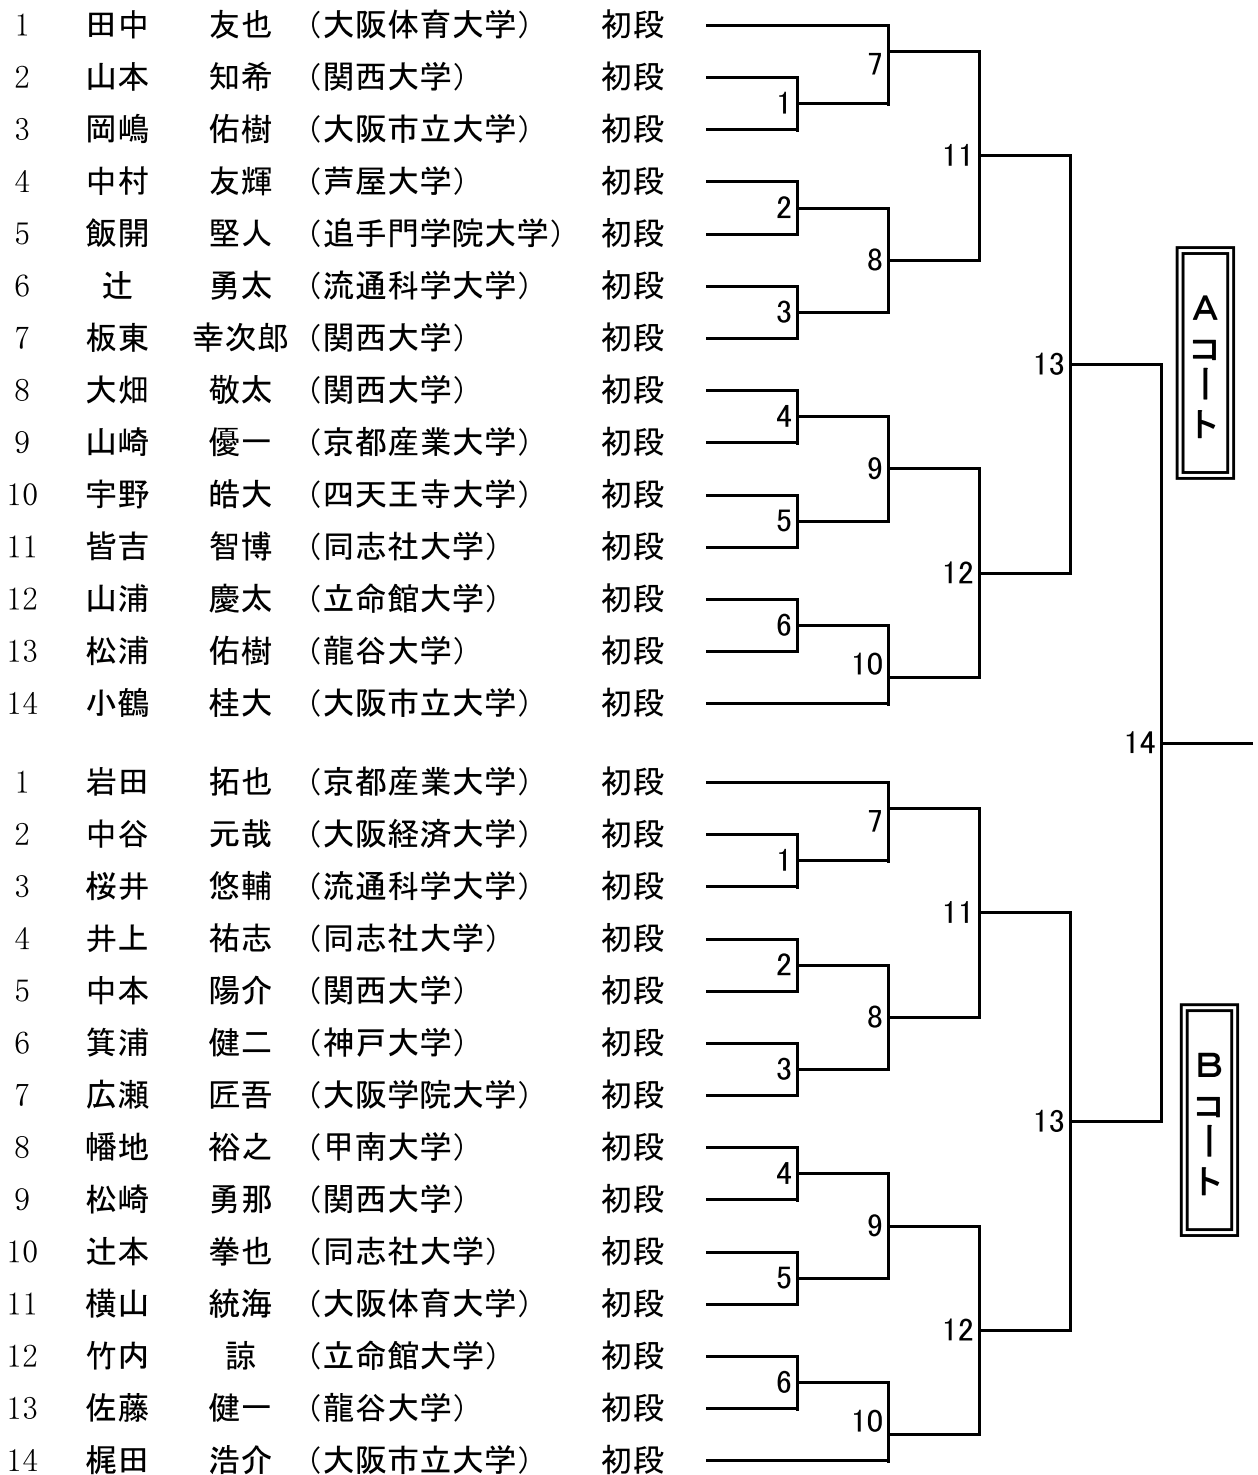 1 田中 友也 （大阪体育大学） 初段
2 山本 知希 （関西大学） 初段
3 岡嶋 佑樹 （大阪市立大学） 初段
4 中村 友輝 （芦屋大学） 初段
5 飯開 堅人 （追手門学院大学） 初段
6 辻 勇太 （流通科学大学） 初段
7 板東 幸次郎 （関西大学） 初段
8 大畑 敬太 （関西大学） 初段
9 山崎 優一 （京都産業大学） 初段
10 宇野 皓大 （四天王寺大学） 初段
11 皆吉 智博 （同志社大学） 初段
12 山浦 慶太 （立命館大学） 初段
13 松浦 佑樹 （龍谷大学） 初段
14 小鶴 桂大 （大阪市立大学） 初段
1
2
3
4
5
6
7
8
9
10
11
12
13
14
Aコート
1 岩田 拓也 （京都産業大学） 初段
2 中谷 元哉 （大阪経済大学） 初段
3 桜井 悠輔 （流通科学大学） 初段
4 井上 祐志 （同志社大学） 初段
5 中本 陽介 （関西大学） 初段
6 箕浦 健二 （神戸大学） 初段
7 広瀬 匠吾 （大阪学院大学） 初段
8 幡地 裕之 （甲南大学） 初段
9 松崎 勇那 （関西大学） 初段
10 辻本 拳也 （同志社大学） 初段
11 横山 統海 （大阪体育大学） 初段
12 竹内 諒 （立命館大学） 初段
13 佐藤 健一 （龍谷大学） 初段
14 梶田 浩介 （大阪市立大学） 初段
1
2
3
4
5
6
7
8
9
10
11
12
13
Bコート